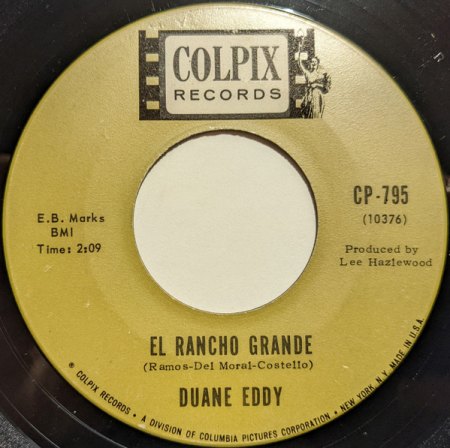 COLPIX
RECORDS
CP-795
(10376)
E.B. Marks
BMI
Time: 2:09
Produced by
Lee Hazlewood
EL RANCHO GRANDE
(Ramos-Del Moral-Costello)
DUANE EDDY
COLPIX RECORDS • A DIVISION OF COLUMBIA PICTURES CORPORATION • NEW YORK, N.Y. MADE IN U.S.A.